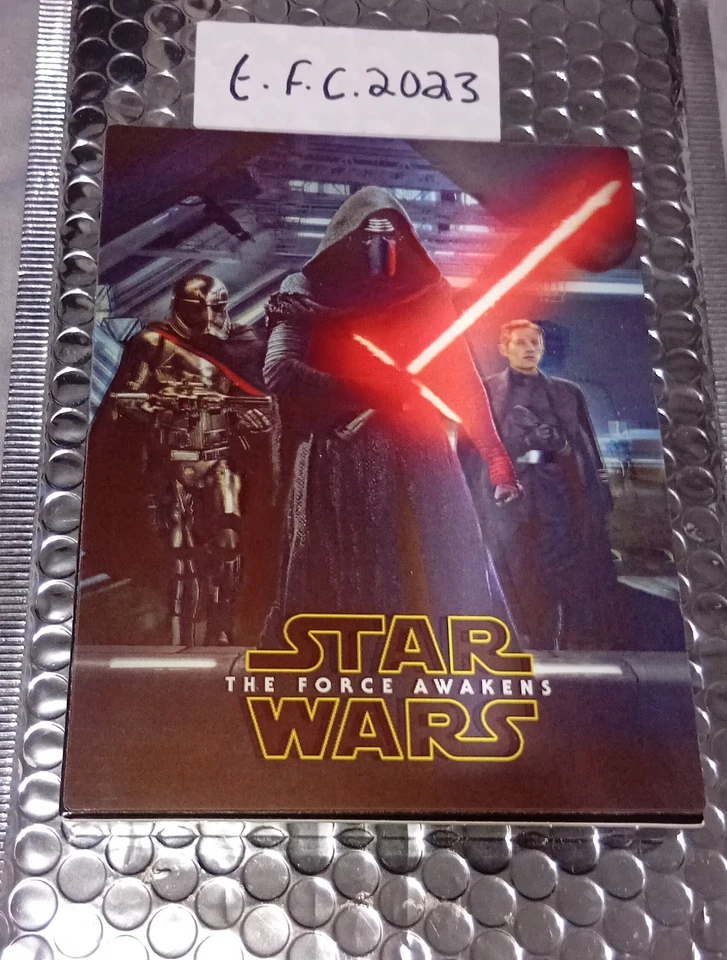 t.F.C.2023
STAR
THE FORCE AWAKENS
WARS